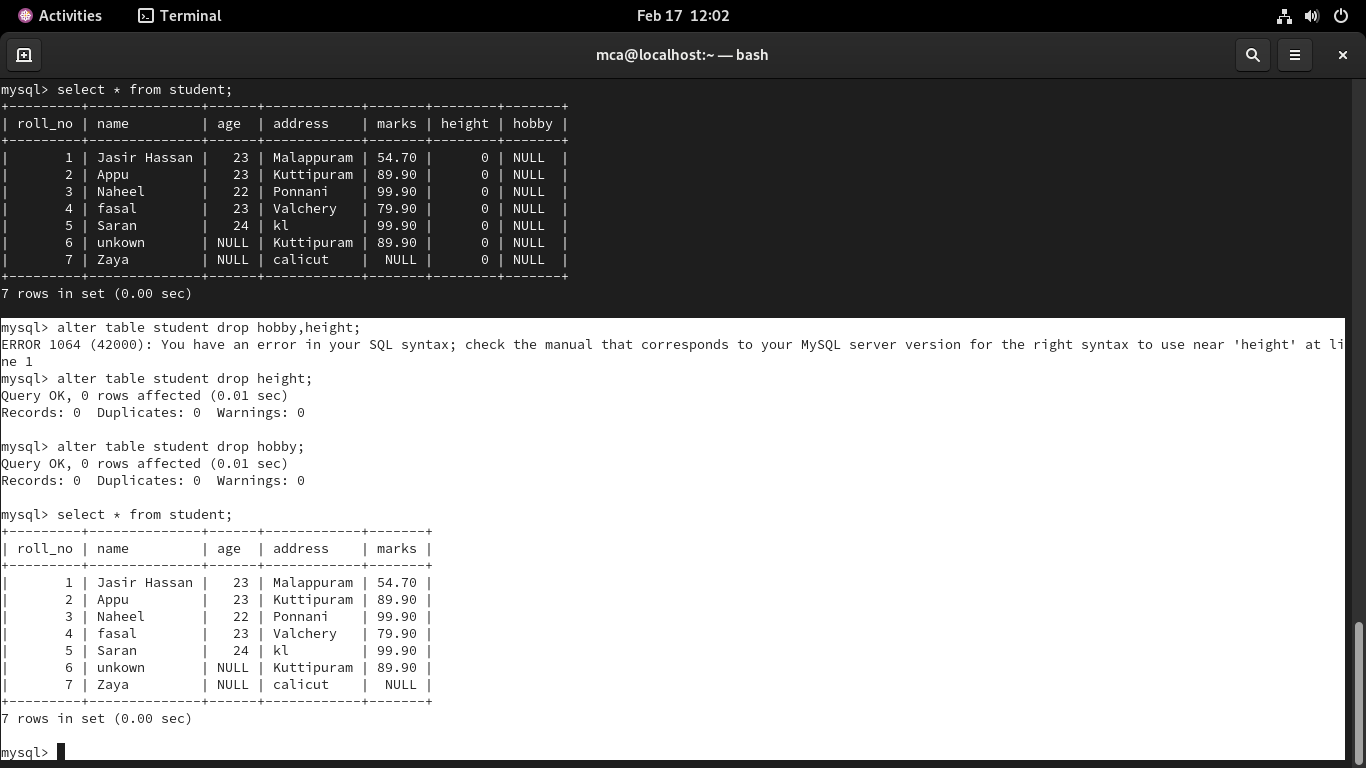 Activities Terminal Feb 17 12:02
mca@localhost:~ — bash
mysql> select * from student;
+---------+--------------+------+------------+-------+--------+-------+
| roll_no | name         | age  | address    | marks | height | hobby |
+---------+--------------+------+------------+-------+--------+-------+
|       1 | Jasir Hassan |   23 | Malappuram | 54.70 |      0 | NULL  |
|       2 | Appu         |   23 | Kuttipuram | 89.90 |      0 | NULL  |
|       3 | Naheel       |   22 | Ponnani    | 99.90 |      0 | NULL  |
|       4 | fasal        |   23 | Valchery   | 79.90 |      0 | NULL  |
|       5 | Saran        |   24 | kl         | 99.90 |      0 | NULL  |
|       6 | unkown       | NULL | Kuttipuram | 89.90 |      0 | NULL  |
|       7 | Zaya         | NULL | calicut    |  NULL |      0 | NULL  |
+---------+--------------+------+------------+-------+--------+-------+
7 rows in set (0.00 sec)
mysql> alter table student drop hobby,height;
ERROR 1064 (42000): You have an error in your SQL syntax; check the manual that corresponds to your MySQL server version for the right syntax to use near 'height' at li
ne 1
mysql> alter table student drop height;
Query OK, 0 rows affected (0.01 sec)
Records: 0  Duplicates: 0  Warnings: 0
mysql> alter table student drop hobby;
Query OK, 0 rows affected (0.01 sec)
Records: 0  Duplicates: 0  Warnings: 0
mysql> select * from student;
+---------+--------------+------+------------+-------+
| roll_no | name         | age  | address    | marks |
+---------+--------------+------+------------+-------+
|       1 | Jasir Hassan |   23 | Malappuram | 54.70 |
|       2 | Appu         |   23 | Kuttipuram | 89.90 |
|       3 | Naheel       |   22 | Ponnani    | 99.90 |
|       4 | fasal        |   23 | Valchery   | 79.90 |
|       5 | Saran        |   24 | kl         | 99.90 |
|       6 | unkown       | NULL | Kuttipuram | 89.90 |
|       7 | Zaya         | NULL | calicut    |  NULL |
+---------+--------------+------+------------+-------+
7 rows in set (0.00 sec)
mysql>